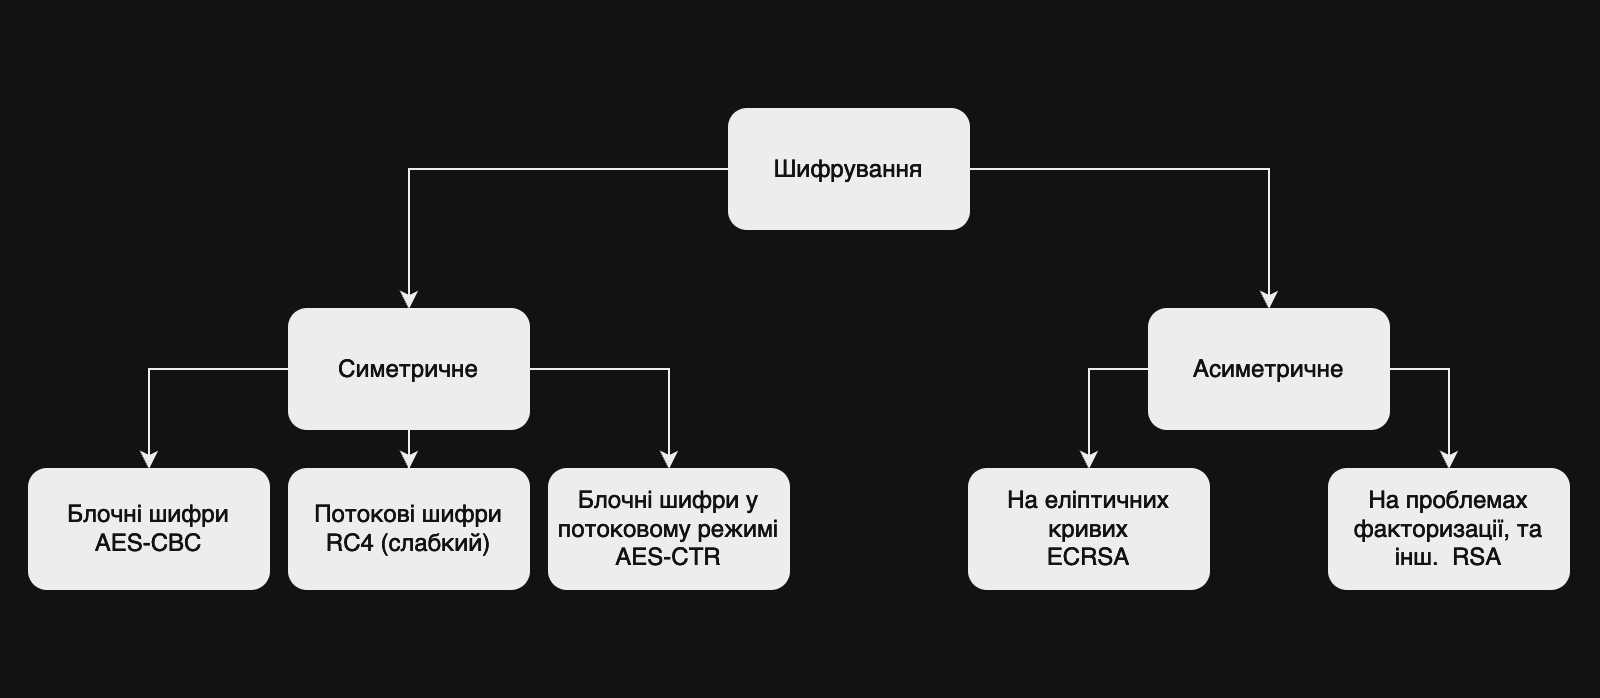 Шифрування
Симетричне
Асиметричне
Блочні шифри
AES-CBC
Потокові шифри
RC4 (слабкий)
Блочні шифри у
потоковому режимі
AES-CTR
На еліптичних
кривих
ECRSA
На проблемах
факторизації, та
інш. RSA